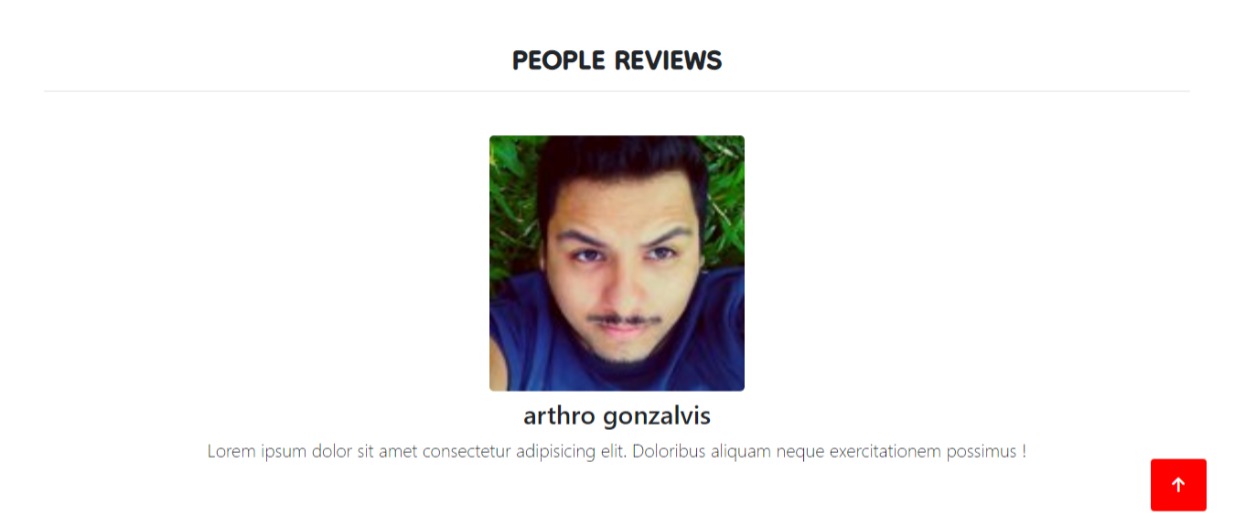 PEOPLE REVIEWS
arthro gonzalvis
Lorem ipsum dolor sit amet consectetur adipisicing elit. Doloribus aliquam neque exercitationem possimus !